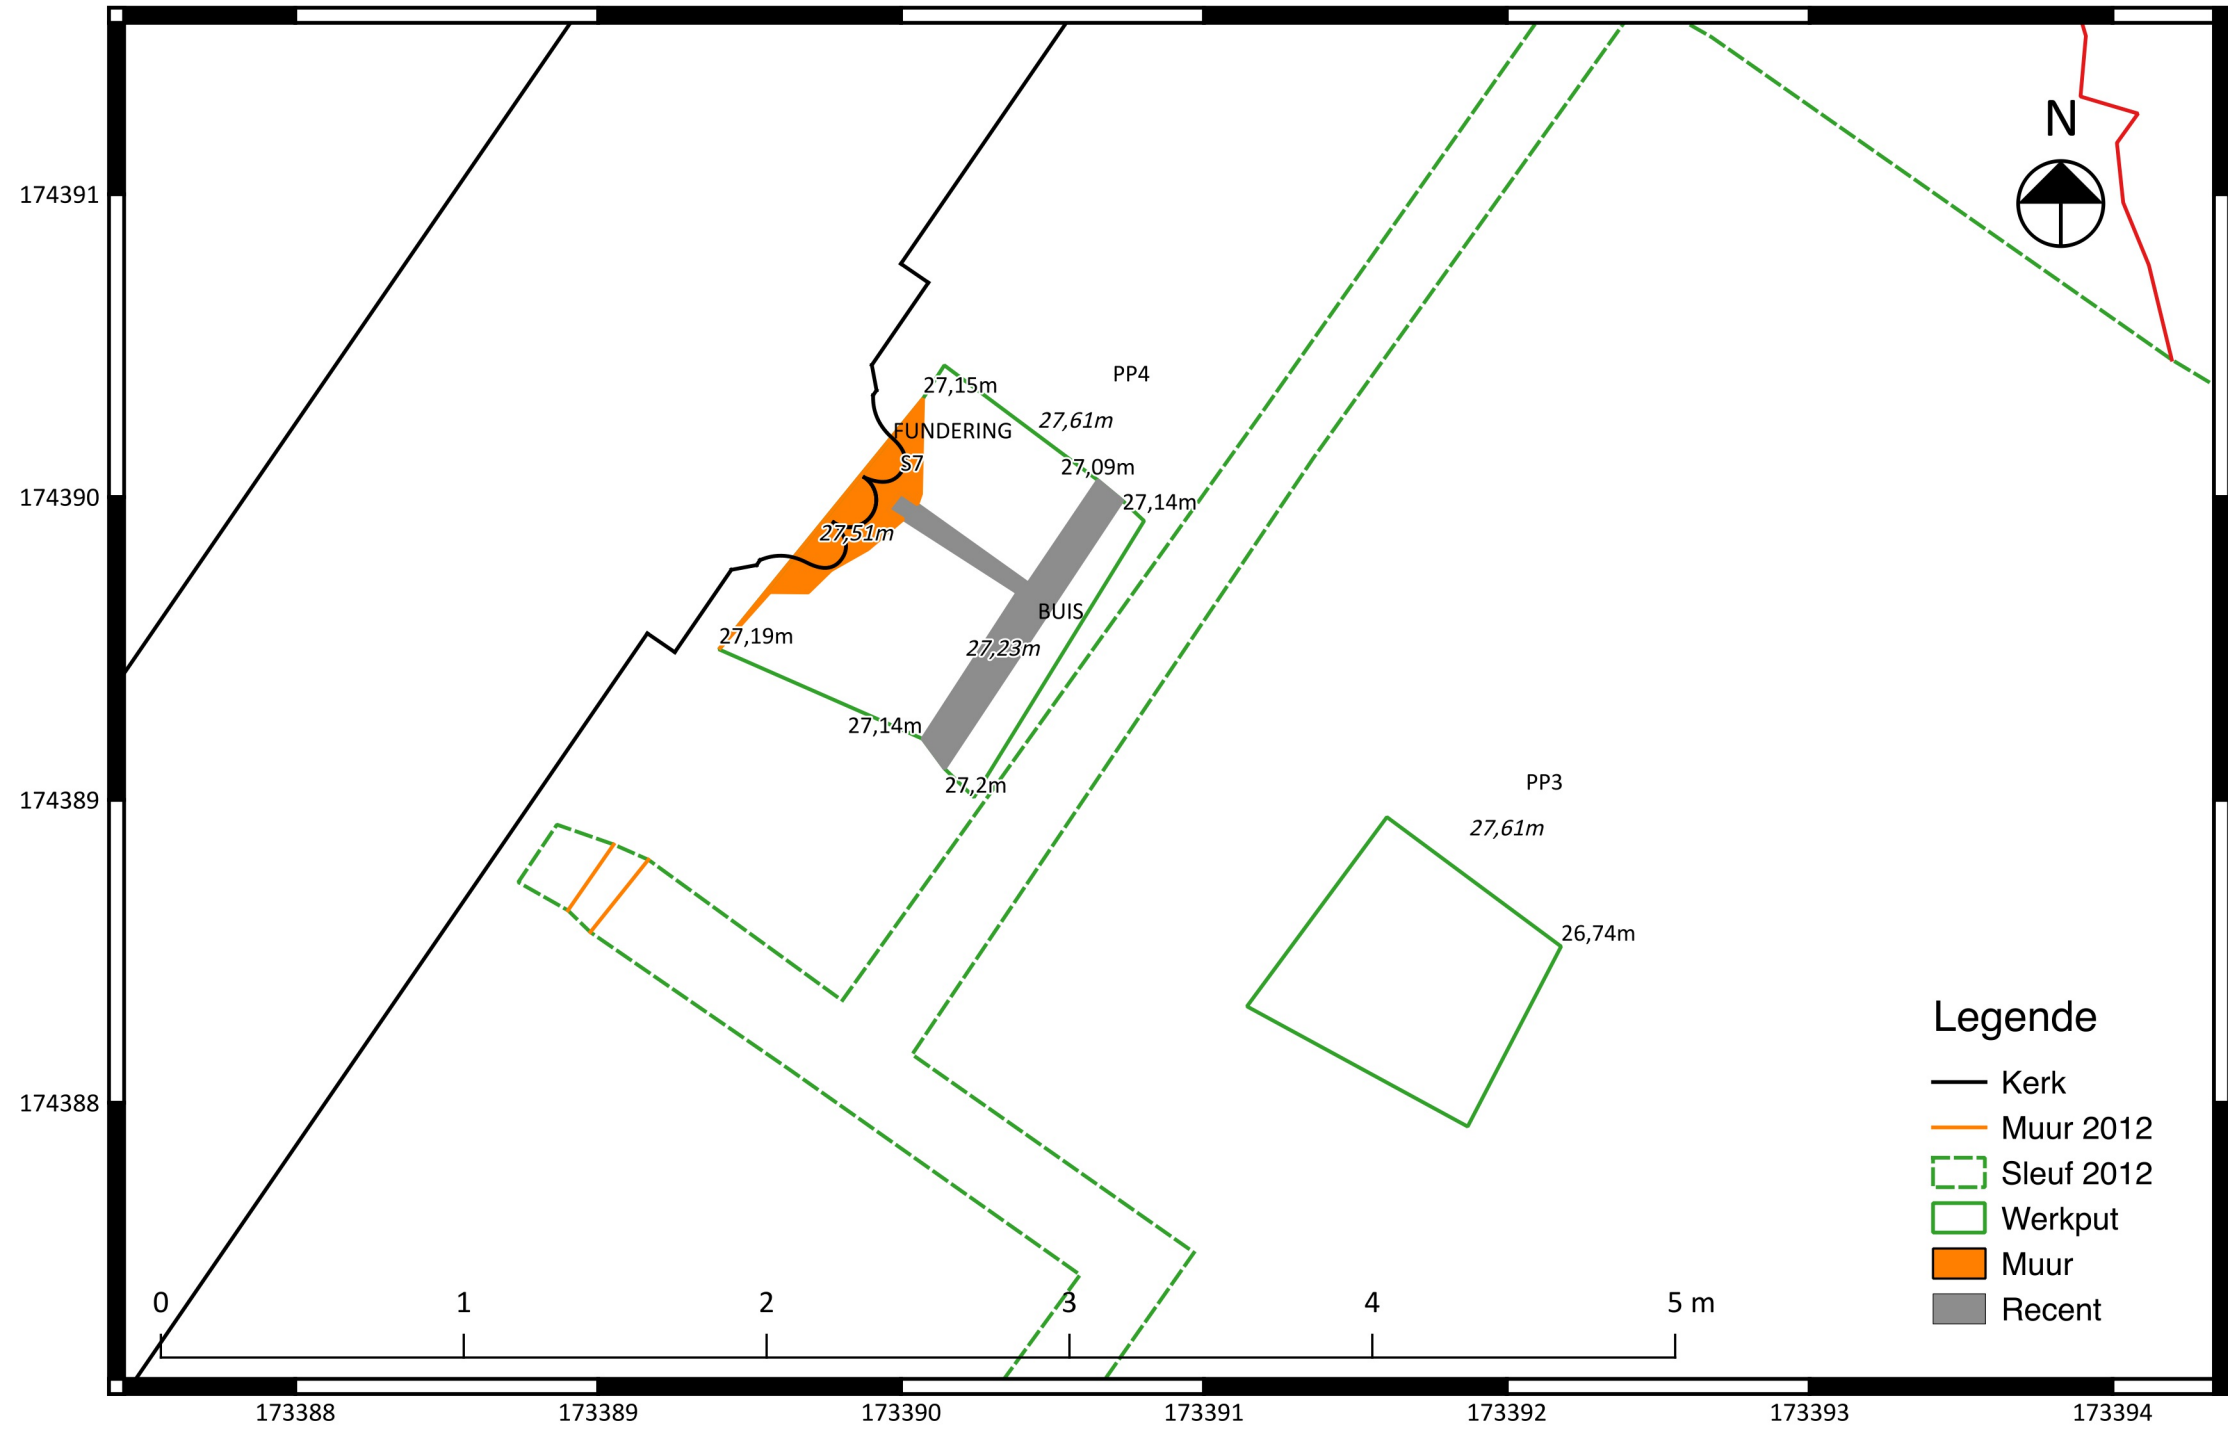 N
174391
174390
174389
174388
PP4
27,15m
27,61m
FUNDERING
S7
27,09m
27,14m
27,51m
BUIS
27,19m
27,23m
27,14m
27,2m
PP3
27,61m
26,74m
Legende
Kerk
Muur 2012
Sleuf 2012
Werkput
Muur
Recent
0 1 2 3 4 5 m
173388 173389 173390 173391 173392 173393 173394